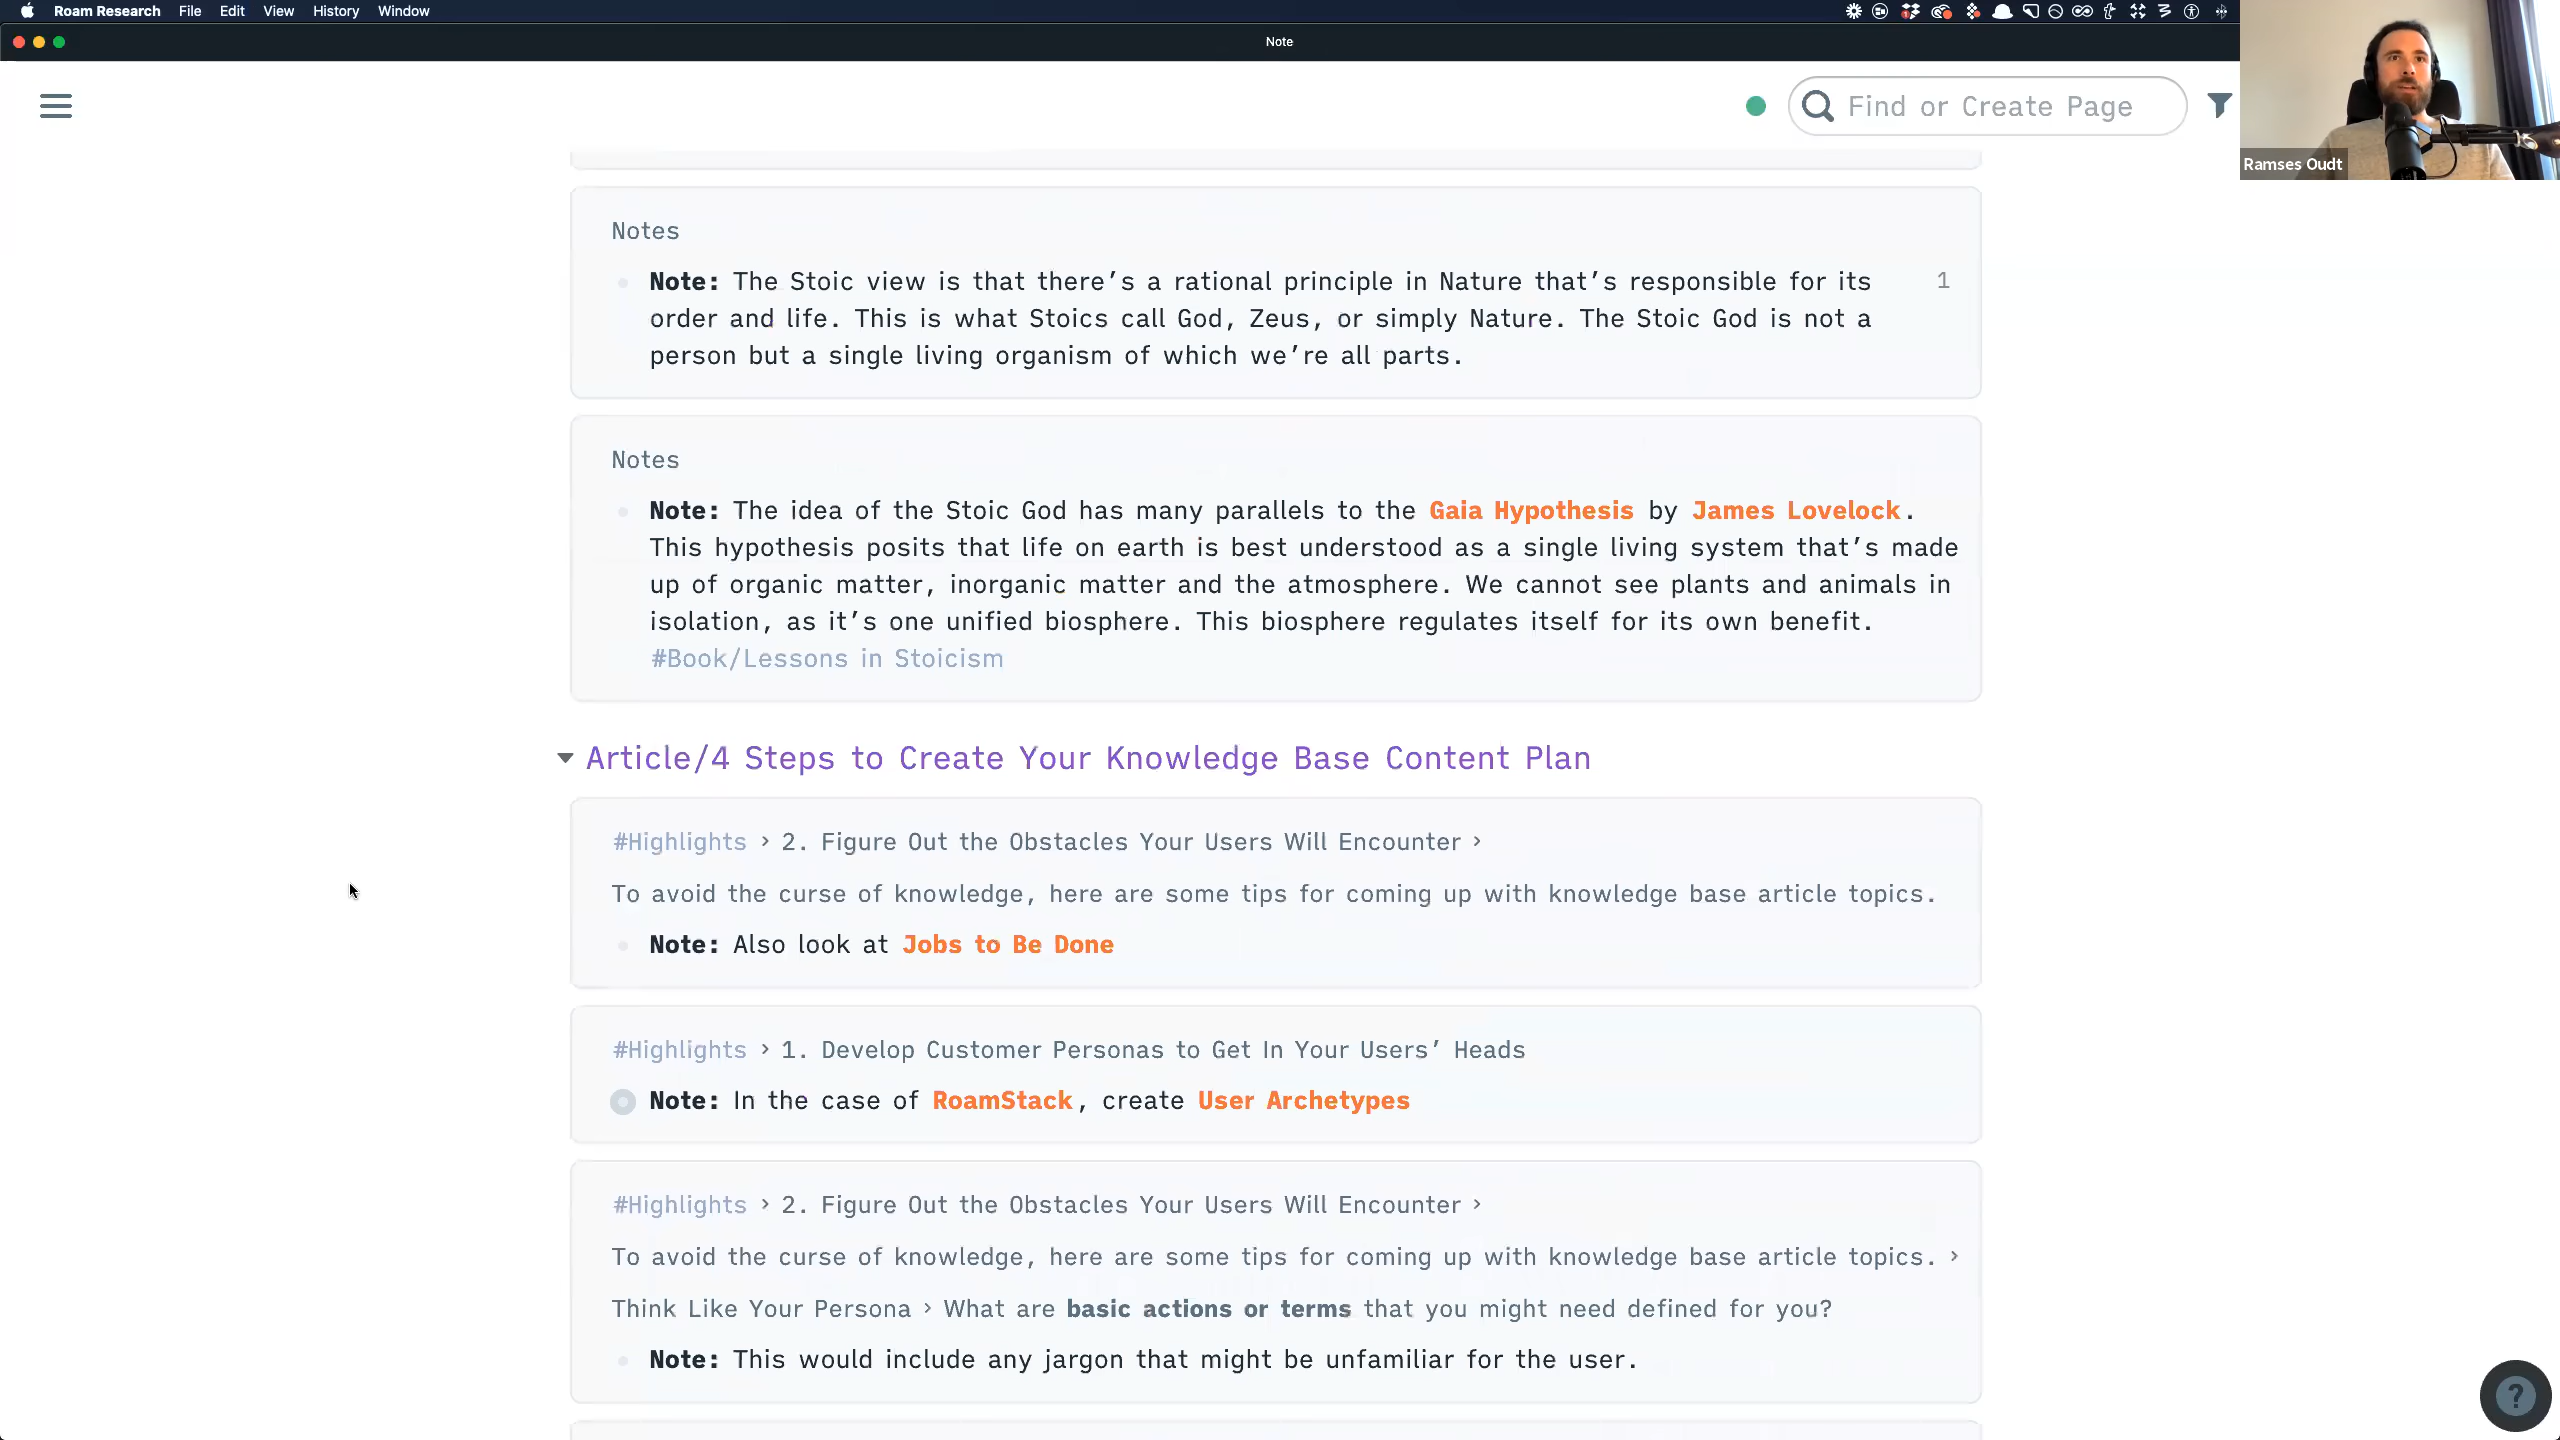 Roam Research File Edit View History Window
Note
Find or Create Page
Ramses Oudt
Notes
Note: The Stoic view is that there’s a rational principle in Nature that’s responsible for its 1
order and life. This is what Stoics call God, Zeus, or simply Nature. The Stoic God is not a
person but a single living organism of which we’re all parts.
Notes
Note: The idea of the Stoic God has many parallels to the Gaia Hypothesis by James Lovelock.
This hypothesis posits that life on earth is best understood as a single living system that’s made
up of organic matter, inorganic matter and the atmosphere. We cannot see plants and animals in
isolation, as it’s one unified biosphere. This biosphere regulates itself for its own benefit.
#Book/Lessons in Stoicism
Article/4 Steps to Create Your Knowledge Base Content Plan
#Highlights › 2. Figure Out the Obstacles Your Users Will Encounter ›
To avoid the curse of knowledge, here are some tips for coming up with knowledge base article topics.
Note: Also look at Jobs to Be Done
#Highlights › 1. Develop Customer Personas to Get In Your Users’ Heads
Note: In the case of RoamStack, create User Archetypes
#Highlights › 2. Figure Out the Obstacles Your Users Will Encounter ›
To avoid the curse of knowledge, here are some tips for coming up with knowledge base article topics. ›
Think Like Your Persona › What are basic actions or terms that you might need defined for you?
Note: This would include any jargon that might be unfamiliar for the user.
?